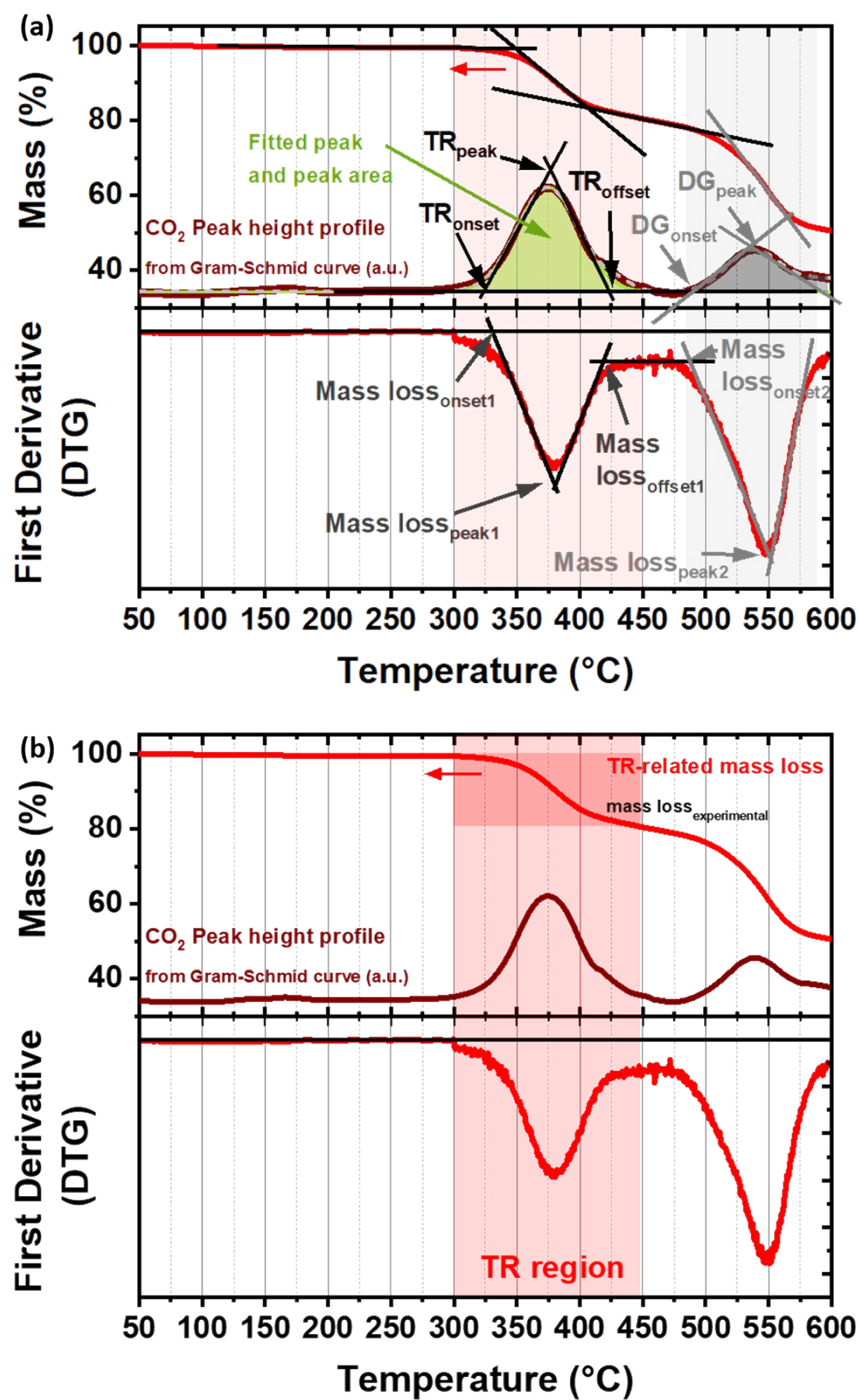 (a)
100
80
60
40
Mass (%)
Fitted peak
and peak area
TRpeak
TRonset
TRoffset
DGpeak
DGonset
CO2 Peak height profile
from Gram-Schmid curve (a.u.)
First Derivative
(DTG)
Mass lossonset1
Mass
lossoffset1
Mass
lossonset2
Mass losspeak1
Mass losspeak2
50 100 150 200 250 300 350 400 450 500 550 600
Temperature (°C)
(b)
100
80
60
40
Mass (%)
TR-related mass loss
mass lossexperimental
CO2 Peak height profile
from Gram-Schmid curve (a.u.)
First Derivative
(DTG)
TR region
50 100 150 200 250 300 350 400 450 500 550 600
Temperature (°C)